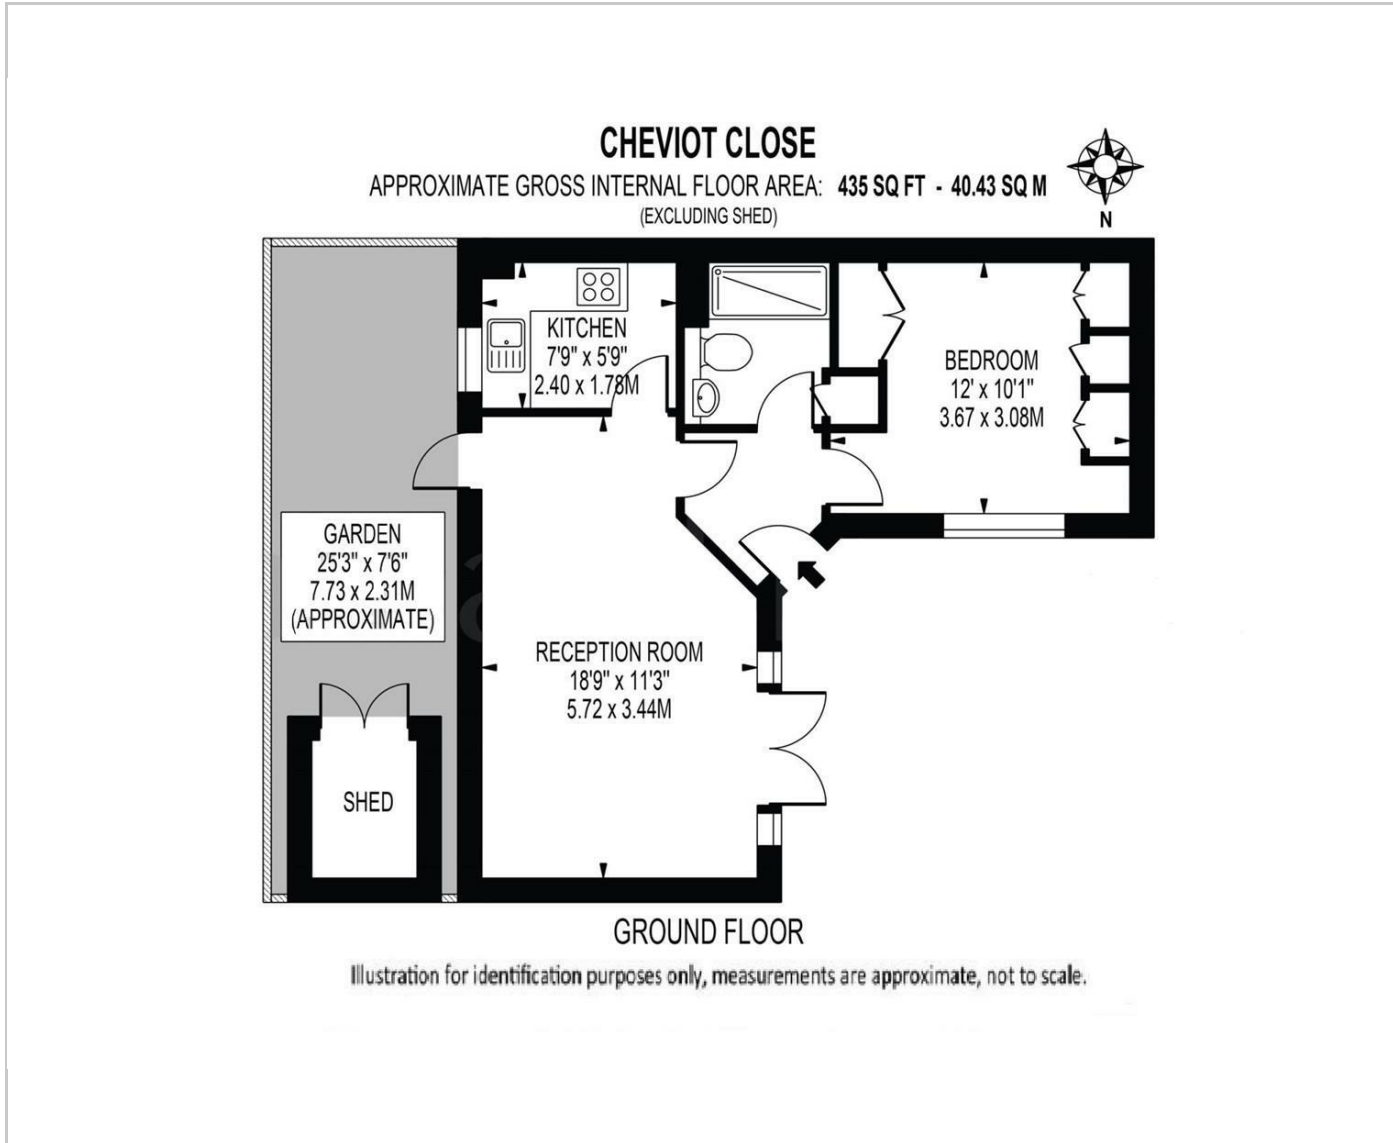 CHEVIOT CLOSE
APPROXIMATE GROSS INTERNAL FLOOR AREA: 435 SQ FT - 40.43 SQ M
(EXCLUDING SHED)
N
KITCHEN
7'9" x 5'9"
2.40 x 1.78M
BEDROOM
12' x 10'1"
3.67 x 3.08M
GARDEN
25'3" x 7'6"
7.73 x 2.31M
(APPROXIMATE)
RECEPTION ROOM
18'9" x 11'3"
5.72 x 3.44M
SHED
GROUND FLOOR
Illustration for identification purposes only, measurements are approximate, not to scale.